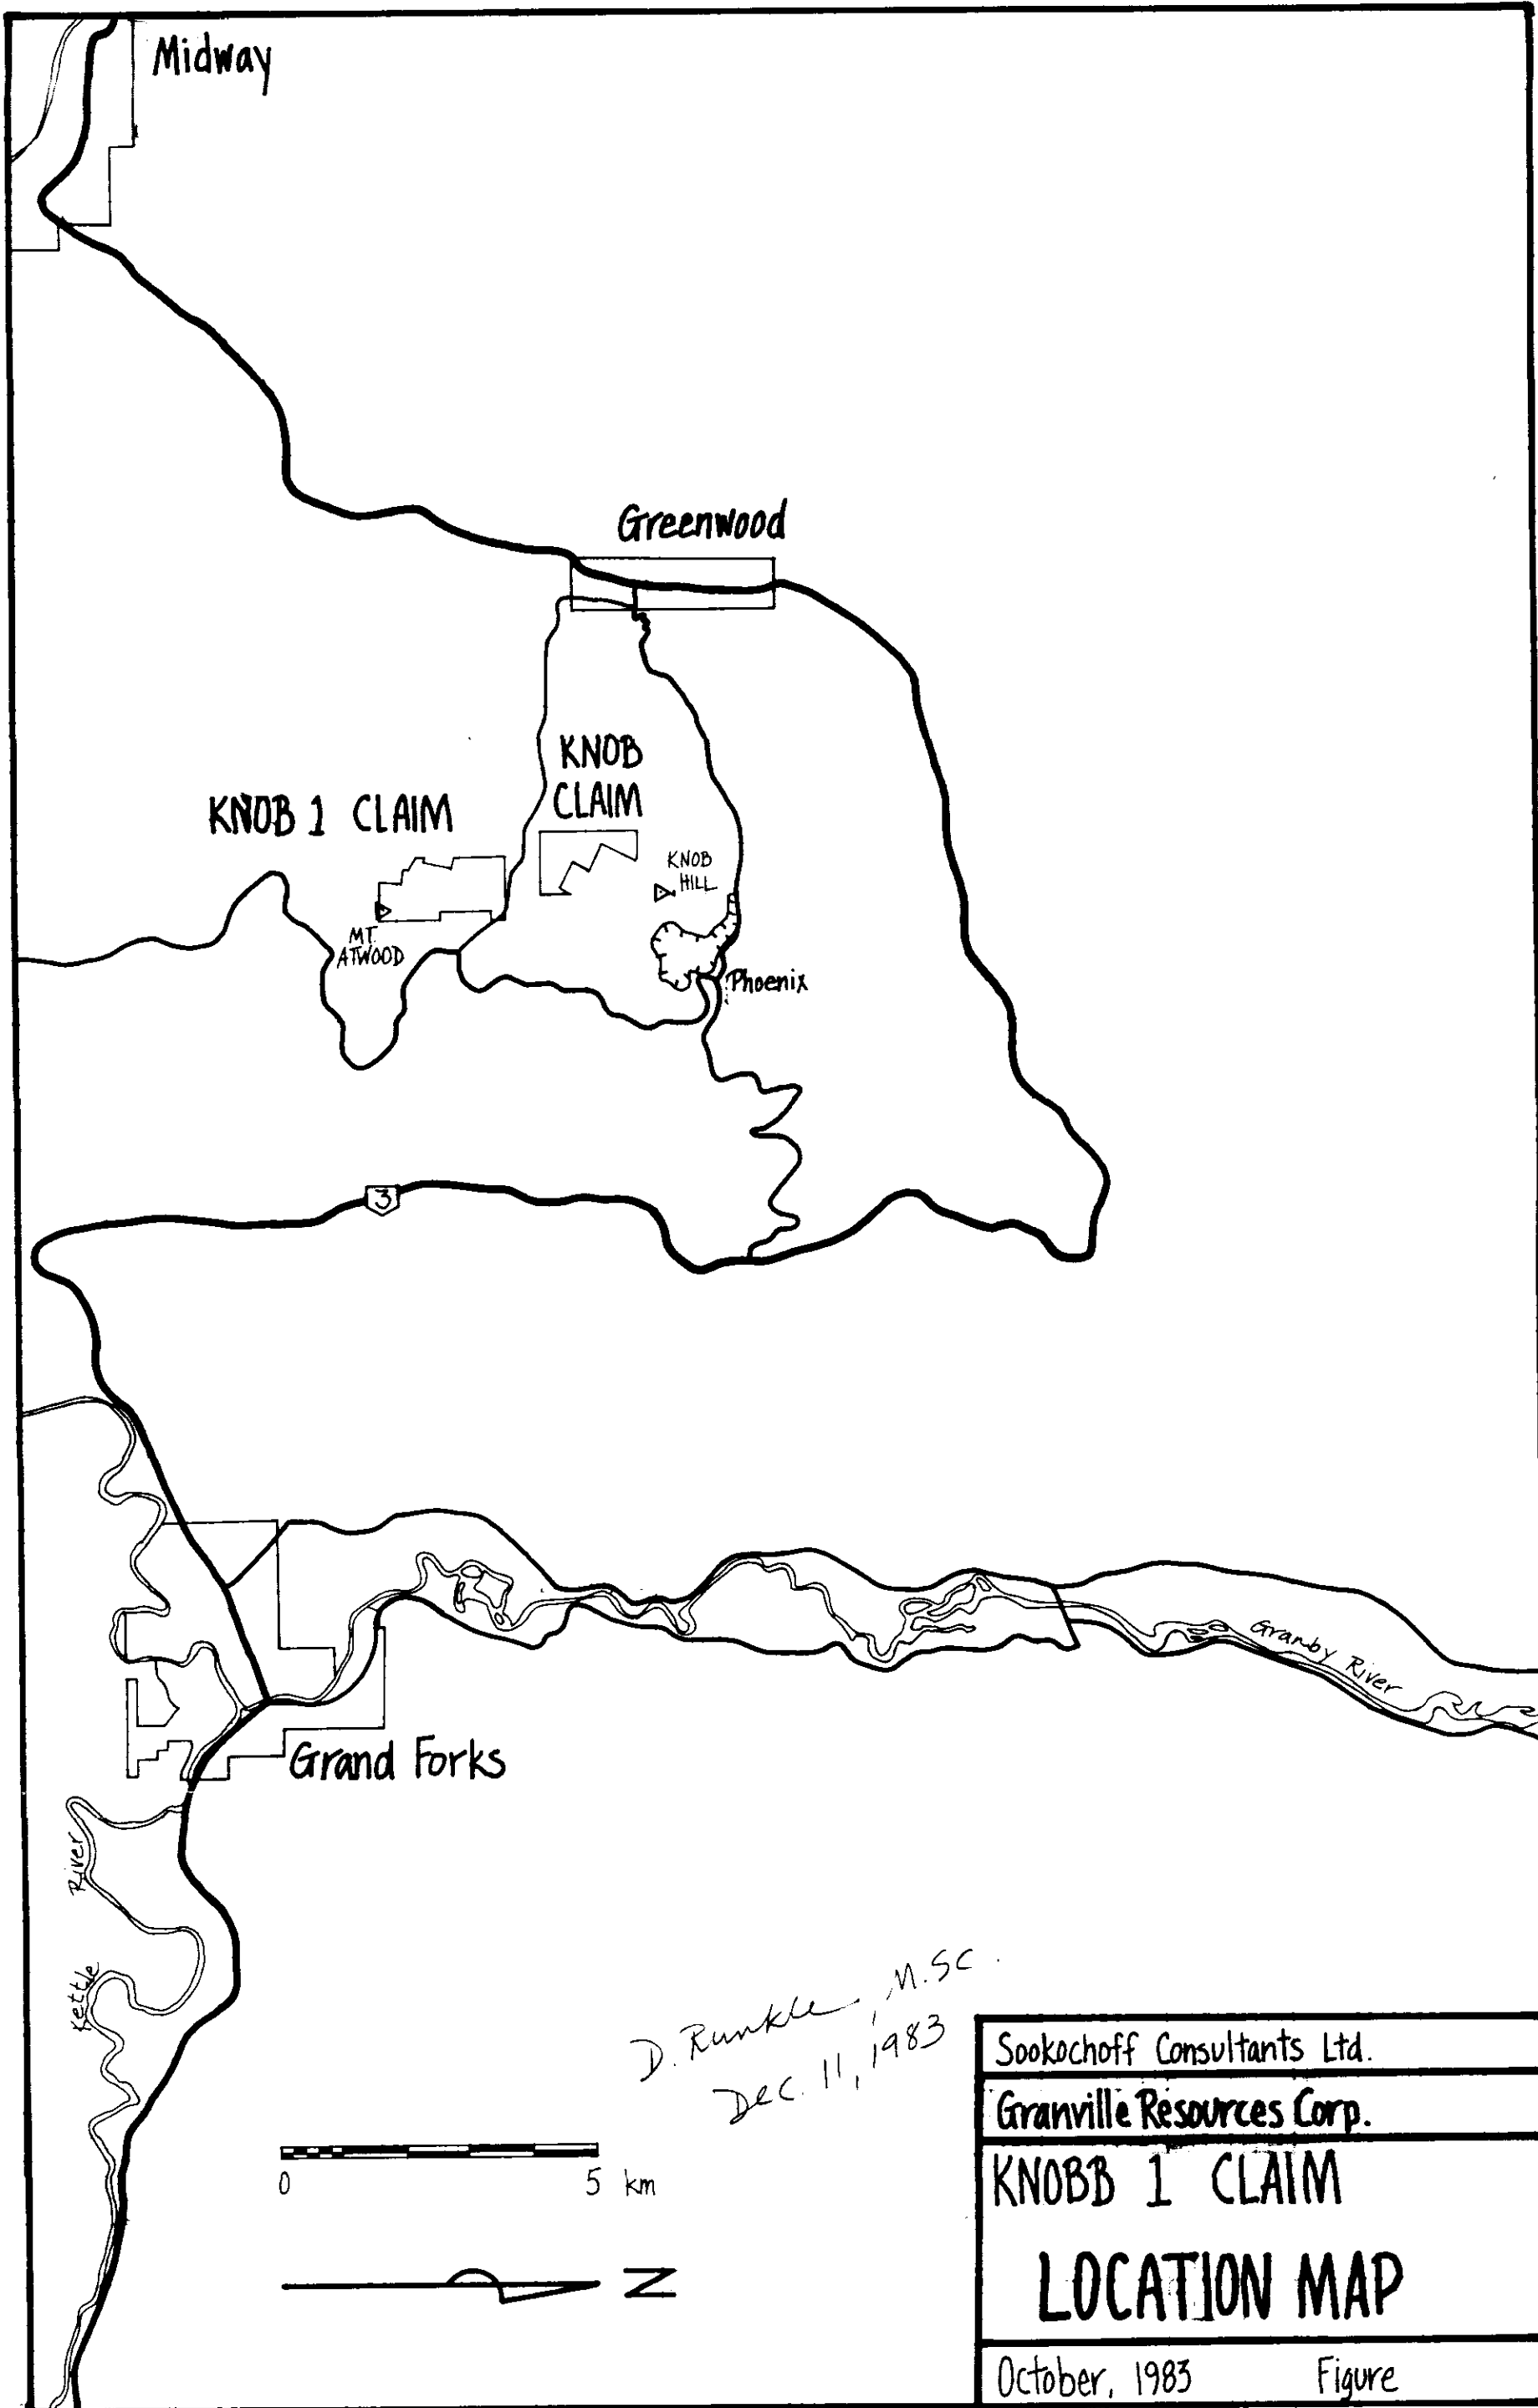 Midway
Greenwood
KNOB
CLAIM
KNOB 1 CLAIM
KNOB
HILL
MT.
ATWOOD
Phoenix
3
Granby River
Grand Forks
River
Kettle
D. Runkle, M.SC.
Dec. 11, 1983
0 5 km
N
Sookochoff Consultants Ltd.
Granville Resources Corp.
KNOBB 1 CLAIM
LOCATION MAP
October, 1983 Figure